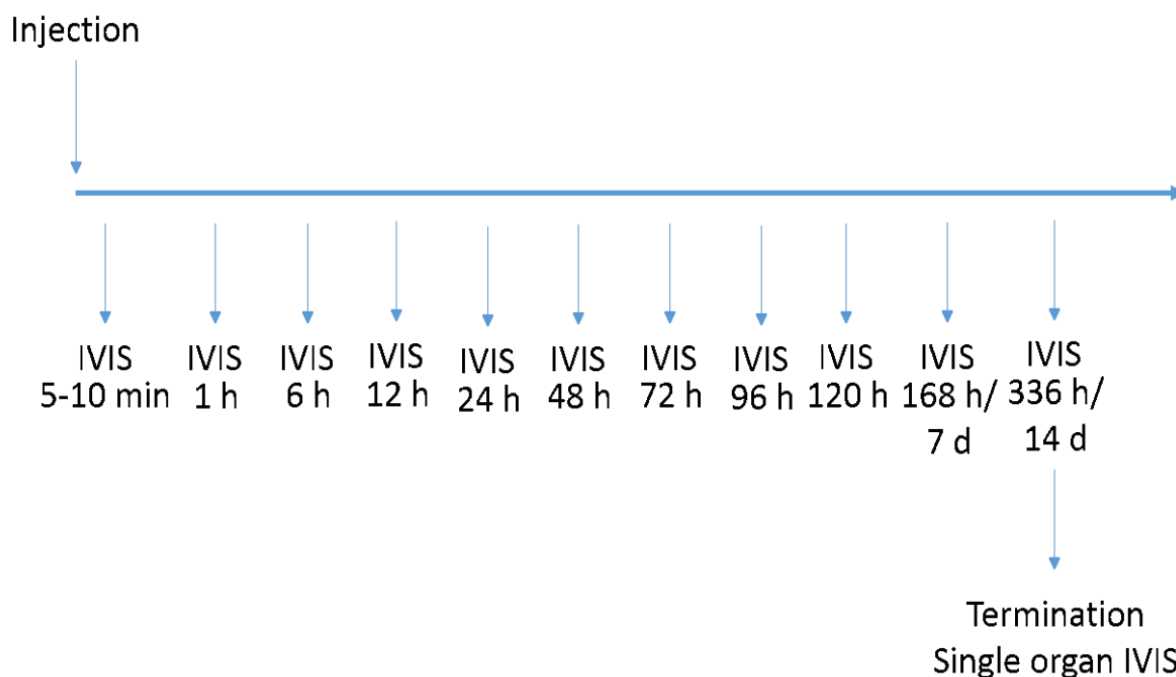 Injection
IVIS
5-10 min
IVIS
1 h
IVIS
6 h
IVIS
12 h
IVIS
24 h
IVIS
48 h
IVIS
72 h
IVIS
96 h
IVIS
120 h
IVIS
168 h/
7 d
IVIS
336 h/
14 d
Termination
Single organ IVIS